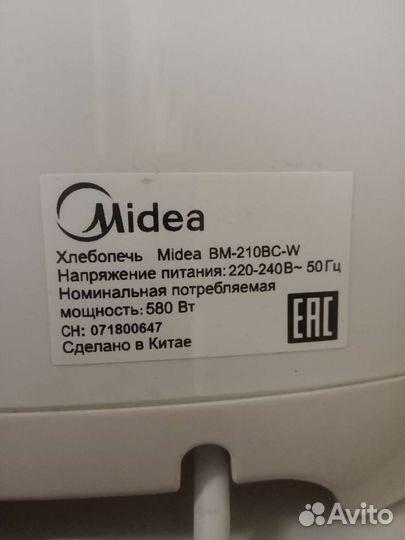 Midea
Хлебопечь Midea BM-210BC-W
Напряжение питания: 220-240В~ 50Гц
Номинальная потребляемая
мощность: 580 Вт
СН: 071800647
Сделано в Китае
EAC
Avito